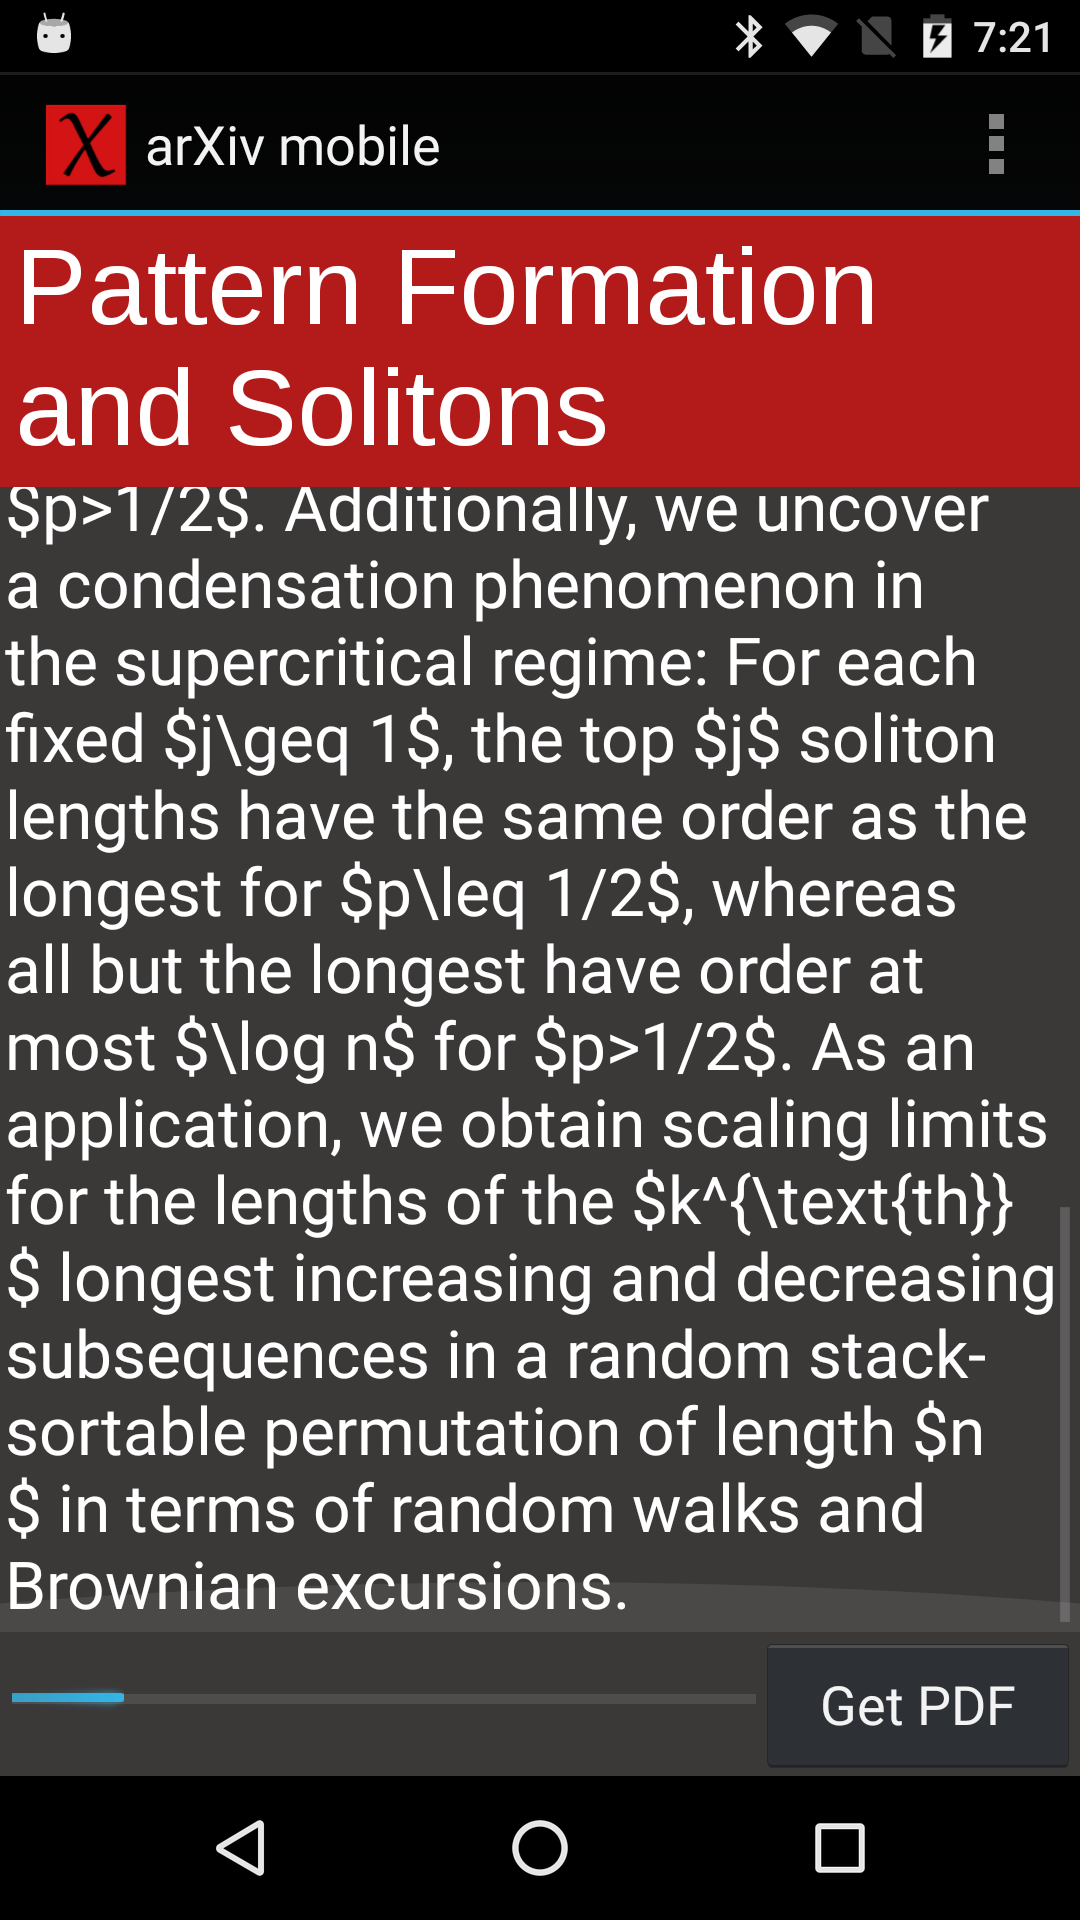 7:21
arXiv mobile
Pattern Formation
and Solitons
$p>1/2$. Additionally, we uncover
a condensation phenomenon in
the supercritical regime: For each
fixed $j\geq 1$, the top $j$ soliton
lengths have the same order as the
longest for $p\leq 1/2$, whereas
all but the longest have order at
most $\log n$ for $p>1/2$. As an
application, we obtain scaling limits
for the lengths of the $k^{\text{th}}
$ longest increasing and decreasing
subsequences in a random stack-
sortable permutation of length $n
$ in terms of random walks and
Brownian excursions.
Get PDF